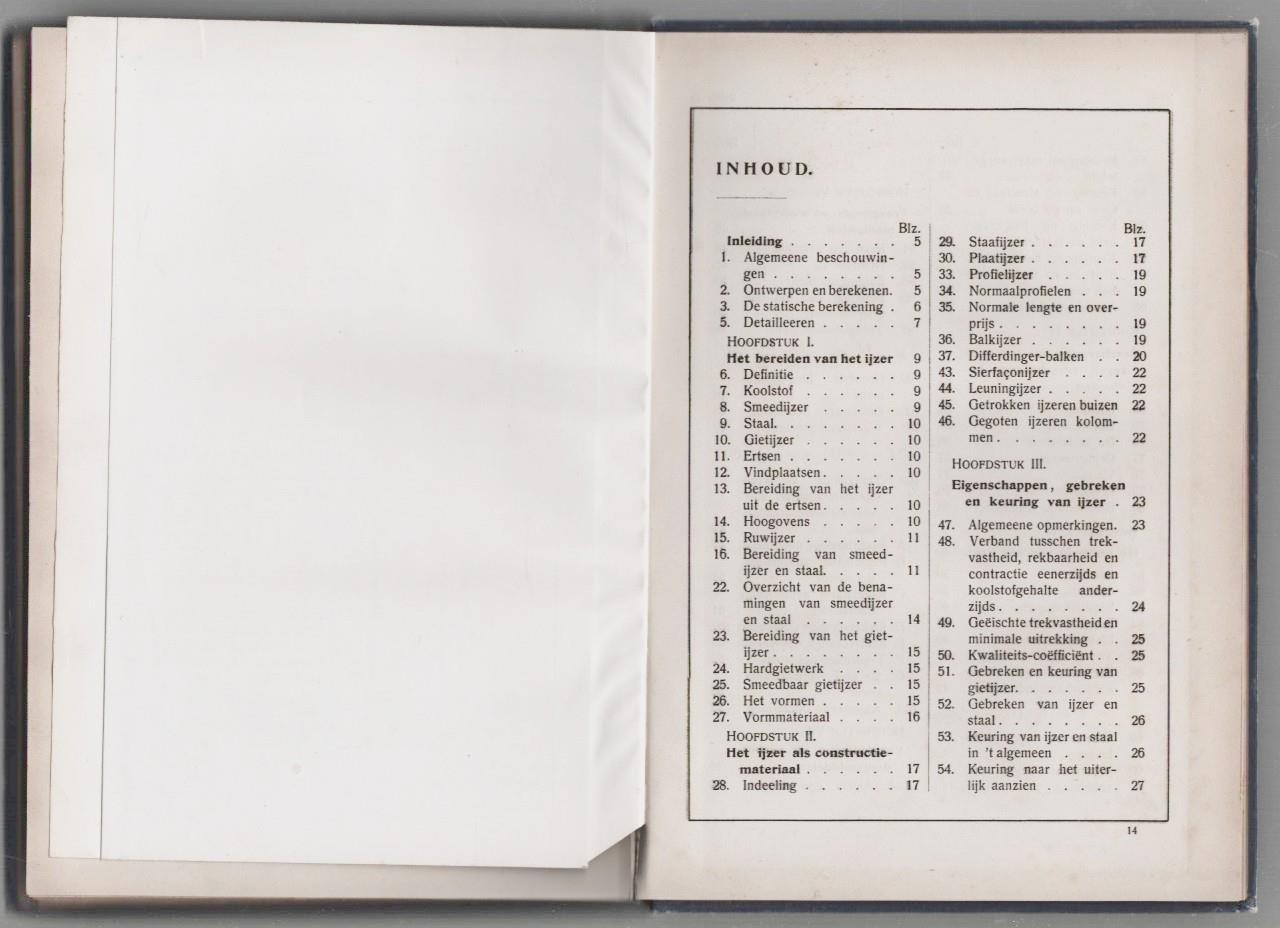 INHOUD.
Blz.
Inleiding . . . . . . . 5
1. Algemeene beschouwin-
gen . . . . . . . . 5
2. Ontwerpen en berekenen. 5
3. De statische berekening . 6
5. Detailleeren . . . . . 7
HOOFDSTUK I.
Het bereiden van het ijzer 9
6. Definitie . . . . . . 9
7. Koolstof . . . . . . 9
8. Smeedijzer . . . . . 9
9. Staal. . . . . . . . 10
10. Gietijzer . . . . . . 10
11. Ertsen . . . . . . . 10
12. Vindplaatsen . . . . . 10
13. Bereiding van het ijzer
uit de ertsen . . . . . 10
14. Hoogovens . . . . . 10
15. Ruwijzer . . . . . . 11
16. Bereiding van smeed-
ijzer en staal. . . . . 11
22. Overzicht van de bena-
mingen van smeedijzer
en staal . . . . . . 14
23. Bereiding van het giet-
ijzer . . . . . . . . 15
24. Hardgietwerk . . . . 15
25. Smeedbaar gietijzer . . 15
26. Het vormen . . . . . 15
27. Vormmateriaal . . . . 16
HOOFDSTUK II.
Het ijzer als constructie-
materiaal . . . . . . 17
28. Indeeling . . . . . . 17
Blz.
29. Staafijzer . . . . . . 17
30. Plaatijzer . . . . . . 17
33. Profielijzer . . . . . 19
34. Normaalprofielen . . . 19
35. Normale lengte en over-
prijs . . . . . . . . 19
36. Balkijzer . . . . . . 19
37. Differdinger-balken . . 20
43. Sierfaçonijzer . . . . 22
44. Leuningijzer . . . . . 22
45. Getrokken ijzeren buizen 22
46. Gegoten ijzeren kolom-
men . . . . . . . . 22
HOOFDSTUK III.
Eigenschappen, gebreken
en keuring van ijzer . 23
47. Algemeene opmerkingen. 23
48. Verband tusschen trek-
vastheid, rekbaarheid en
contractie eenerzijds en
koolstofgehalte ander-
zijds . . . . . . . . 24
49. Geëischte trekvastheid en
minimale uitrekking . . 25
50. Kwaliteits-coëfficiënt . . 25
51. Gebreken en keuring van
gietijzer. . . . . . . 25
52. Gebreken van ijzer en
staal . . . . . . . . 26
53. Keuring van ijzer en staal
in 't algemeen . . . . 26
54. Keuring naar het uiter-
lijk aanzien . . . . . 27
14